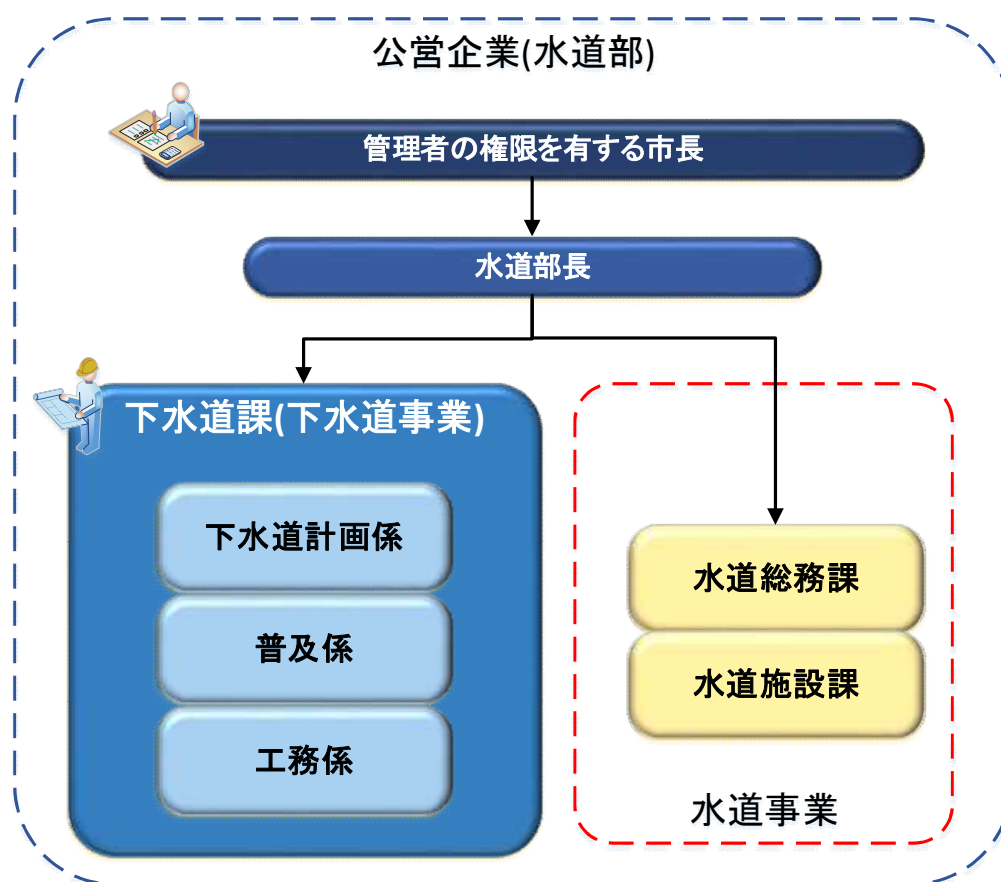 公営企業(水道部)
管理者の権限を有する市長
水道部長
下水道課(下水道事業)
下水道計画係
普及係
工務係
水道総務課
水道施設課
水道事業